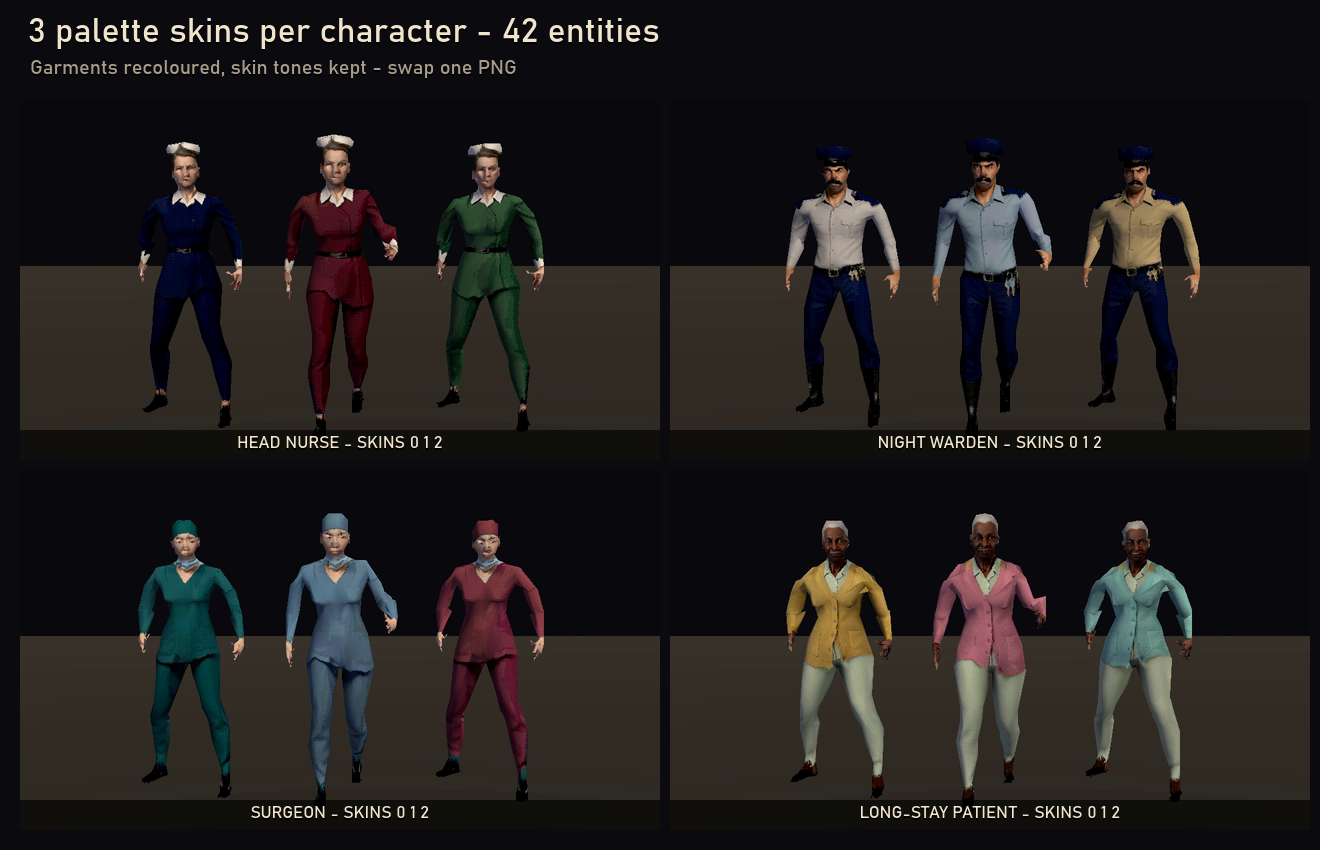 3 palette skins per character - 42 entities
Garments recoloured, skin tones kept - swap one PNG
HEAD NURSE - SKINS 0 1 2
NIGHT WARDEN - SKINS 0 1 2
SURGEON - SKINS 0 1 2
LONG-STAY PATIENT - SKINS 0 1 2